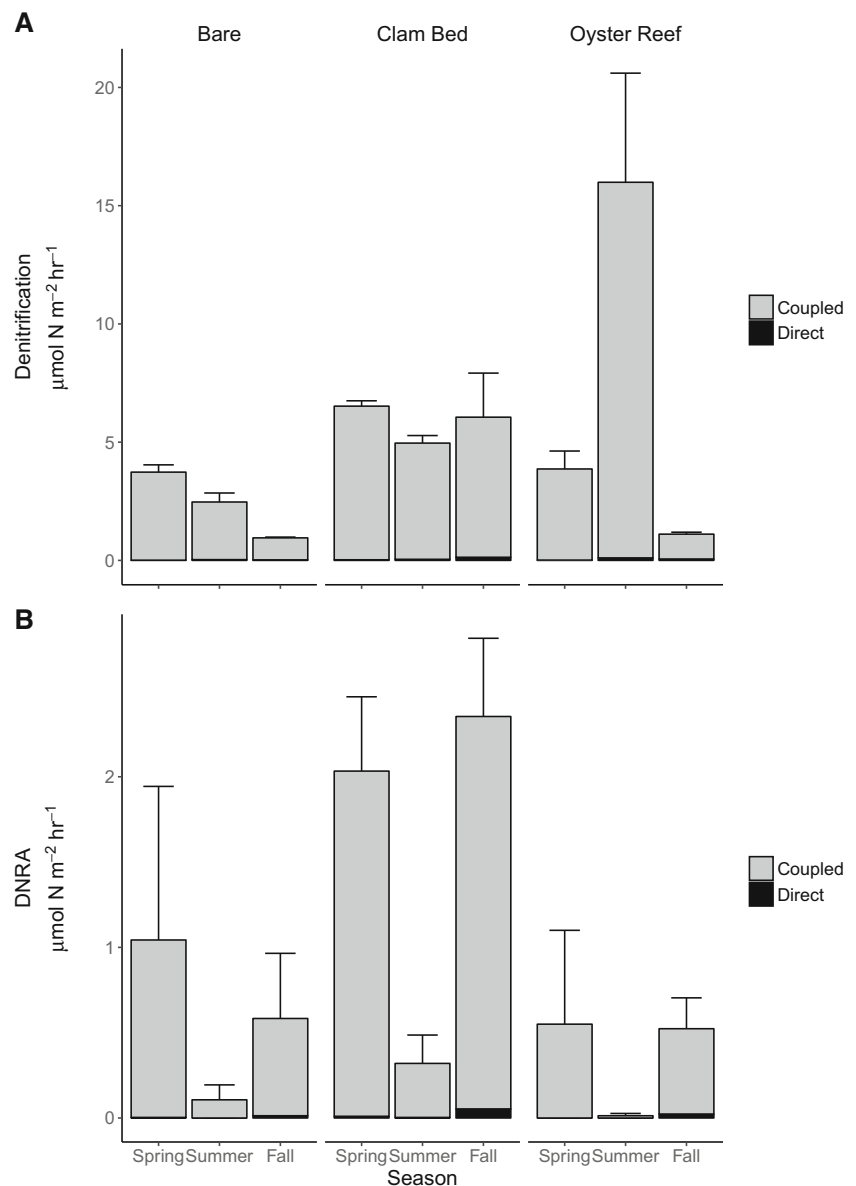 A
Bare
Clam Bed
Oyster Reef
Denitrification
μmol N m−2 hr−1
20
15
10
5
0
Coupled
Direct
B
DNRA
μmol N m−2 hr−1
2
1
0
Coupled
Direct
Spring Summer Fall
Spring Summer Fall
Spring Summer Fall
Season